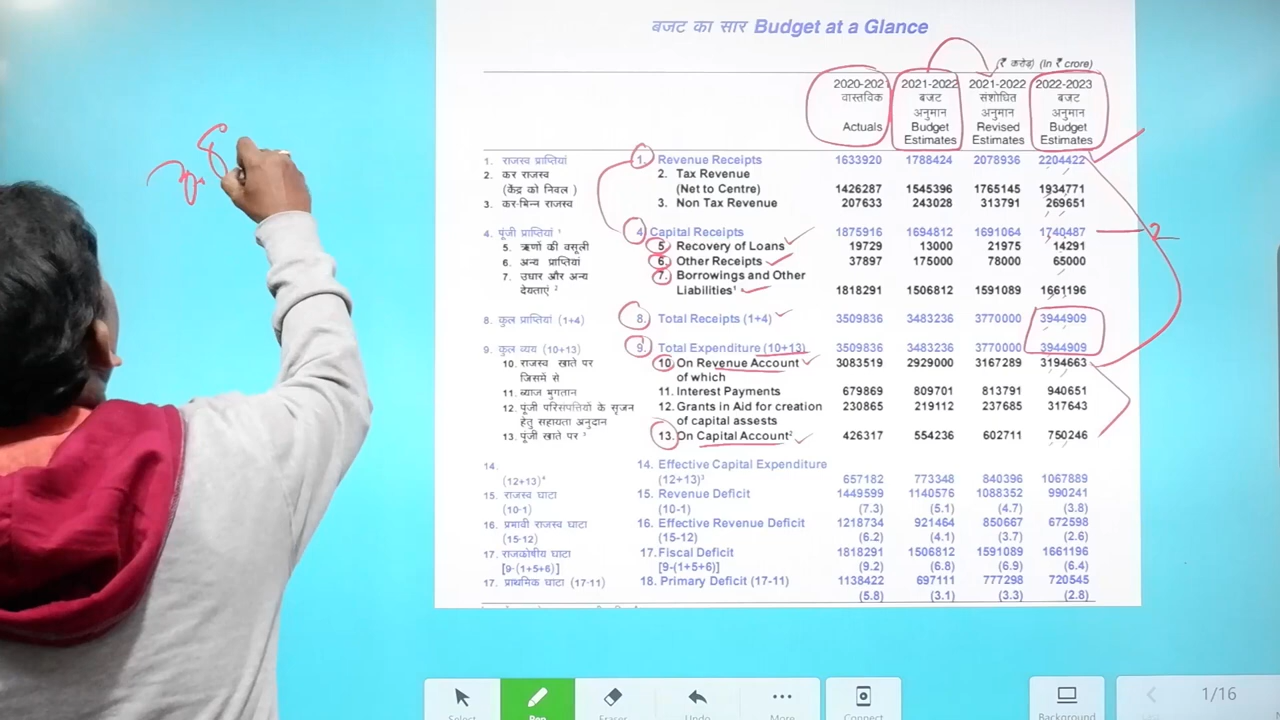 बजट का सार Budget at a Glance
(₹ करोड़) (In ₹ crore)
2020-2021 2021-2022 2021-2022 2022-2023
वास्तविक बजट संशोधित बजट
अनुमान अनुमान अनुमान
Actuals Budget Revised Budget
Estimates Estimates Estimates
1. राजस्व प्राप्तियां 1. Revenue Receipts 1633920 1788424 2078936 2204422
2. कर राजस्व 2. Tax Revenue
(केंद्र को निवल ) (Net to Centre) 1426287 1545396 1765145 1934771
3. कर-भिन्न राजस्व 3. Non Tax Revenue 207633 243028 313791 269651
4. पूंजी प्राप्तियां ¹ 4 Capital Receipts 1875916 1694812 1691064 1740487
5. ऋणों की वसूली 5. Recovery of Loans 19729 13000 21975 14291
6. अन्य प्राप्तियां 6. Other Receipts 37897 175000 78000 65000
7. उधार और अन्य 7. Borrowings and Other
देयताएं ² Liabilities¹ 1818291 1506812 1591089 1661196
8. कुल प्राप्तियां (1+4) 8. Total Receipts (1+4) 3509836 3483236 3770000 3944909
9. कुल व्यय (10+13) 9. Total Expenditure (10+13) 3509836 3483236 3770000 3944909
10. राजस्व खाते पर 10 On Revenue Account 3083519 2929000 3167289 3194663
जिसमें से of which
11. ब्याज भुगतान 11. Interest Payments 679869 809701 813791 940651
12. पूंजी परिसंपत्तियों के सृजन 12. Grants in Aid for creation 230865 219112 237685 317643
हेतु सहायता अनुदान of capital assests
13. पूंजी खाते पर ³ 13. On Capital Account² 426317 554236 602711 750246
14. 14. Effective Capital Expenditure
(12+13)⁴ (12+13)³ 657182 773348 840396 1067889
15. राजस्व घाटा 15. Revenue Deficit 1449599 1140576 1088352 990241
(10-1) (10-1) (7.3) (5.1) (4.7) (3.8)
16. प्रभावी राजस्व घाटा 16. Effective Revenue Deficit 1218734 921464 850667 672598
(15-12) (15-12) (6.2) (4.1) (3.7) (2.6)
17. राजकोषीय घाटा 17. Fiscal Deficit 1818291 1506812 1591089 1661196
[9-(1+5+6)] [9-(1+5+6)] (9.2) (6.8) (6.9) (6.4)
17. प्राथमिक घाटा (17-11) 18. Primary Deficit (17-11) 1138422 697111 777298 720545
(5.8) (3.1) (3.3) (2.8)
Select Pen Eraser Undo More Connect Background 1/16